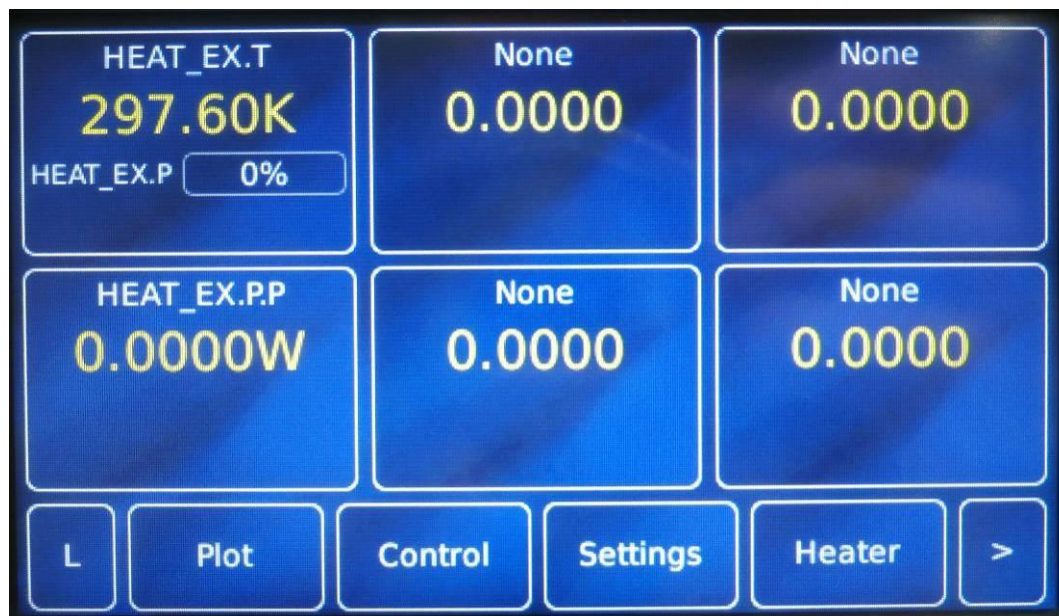 HEAT_EX.T
297.60K
HEAT_EX.P 0%
None
0.0000
None
0.0000
HEAT_EX.P.P
0.0000W
None
0.0000
None
0.0000
L Plot Control Settings Heater >